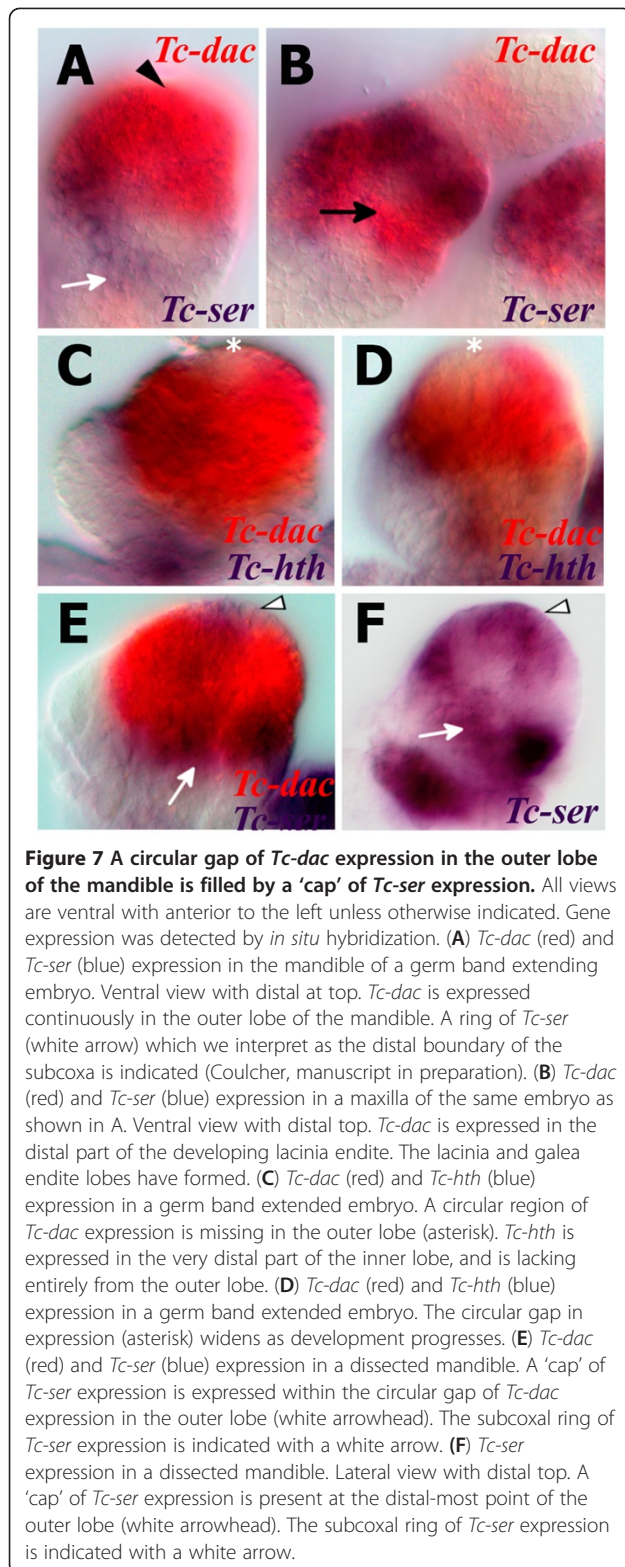 A
Tc-dac
B
Tc-dac
Tc-ser
Tc-ser
*
C
*
D
Tc-dac
Tc-hth
Tc-dac
Tc-hth
E
F
Tc-dac
Tc-ser
Tc-ser
Figure 7 A circular gap of Tc-dac expression in the outer lobe
of the mandible is filled by a ‘cap’ of Tc-ser expression. All views
are ventral with anterior to the left unless otherwise indicated. Gene
expression was detected by in situ hybridization. (A) Tc-dac (red) and
Tc-ser (blue) expression in the mandible of a germ band extending
embryo. Ventral view with distal at top. Tc-dac is expressed
continuously in the outer lobe of the mandible. A ring of Tc-ser
(white arrow) which we interpret as the distal boundary of the
subcoxa is indicated (Coulcher, manuscript in preparation). (B) Tc-dac
(red) and Tc-ser (blue) expression in a maxilla of the same embryo as
shown in A. Ventral view with distal top. Tc-dac is expressed in the
distal part of the developing lacinia endite. The lacinia and galea
endite lobes have formed. (C) Tc-dac (red) and Tc-hth (blue)
expression in a germ band extended embryo. A circular region of
Tc-dac expression is missing in the outer lobe (asterisk). Tc-hth is
expressed in the very distal part of the inner lobe, and is lacking
entirely from the outer lobe. (D) Tc-dac (red) and Tc-hth (blue)
expression in a germ band extended embryo. The circular gap in
expression (asterisk) widens as development progresses. (E) Tc-dac
(red) and Tc-ser (blue) expression in a dissected mandible. A ‘cap’ of
Tc-ser expression is expressed within the circular gap of Tc-dac
expression in the outer lobe (white arrowhead). The subcoxal ring of
Tc-ser expression is indicated with a white arrow. (F) Tc-ser
expression in a dissected mandible. Lateral view with distal top. A
‘cap’ of Tc-ser expression is present at the distal-most point of the
outer lobe (white arrowhead). The subcoxal ring of Tc-ser expression
is indicated with a white arrow.